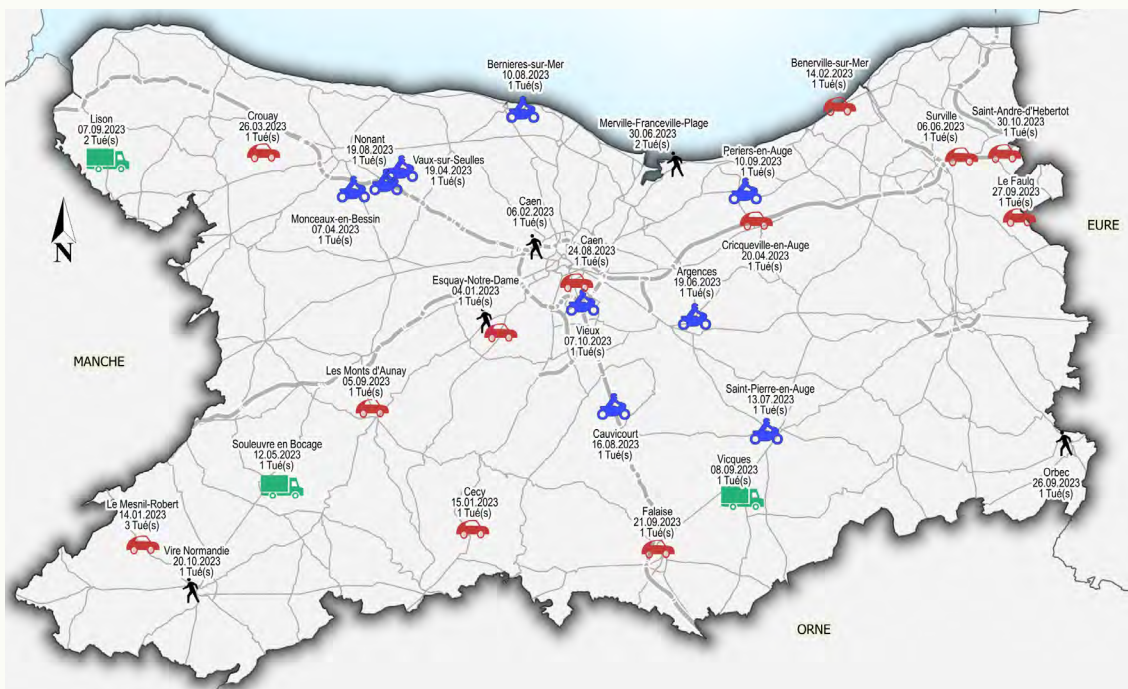 Bernieres-sur-Mer
10.08.2023
1 Tué(s)
Benerville-sur-Mer
14.02.2023
1 Tué(s)
Lison
07.09.2023
2 Tué(s)
Crouay
26.03.2023
1 Tué(s)
Nonant
19.08.2023
1 Tué(s)
Vaux-sur-Seulles
19.04.2023
1 Tué(s)
Merville-Franceville-Plage
30.06.2023
2 Tué(s)
Surville
06.06.2023
1 Tué(s)
Saint-Andre-d'Hebertot
30.10.2023
1 Tué(s)
Periers-en-Auge
10.09.2023
1 Tué(s)
Le Faulq
27.09.2023
1 Tué(s)
Monceaux-en-Bessin
07.04.2023
1 Tué(s)
Caen
06.02.2023
1 Tué(s)
Caen
24.08.2023
1 Tué(s)
Cricqueville-en-Auge
20.04.2023
1 Tué(s)
EURE
N
Esquay-Notre-Dame
04.01.2023
1 Tué(s)
Argences
19.06.2023
1 Tué(s)
Vieux
07.10.2023
1 Tué(s)
MANCHE
Les Monts d'Aunay
05.09.2023
1 Tué(s)
Saint-Pierre-en-Auge
13.07.2023
1 Tué(s)
Cauvicourt
16.08.2023
1 Tué(s)
Souleuvre en Bocage
12.05.2023
1 Tué(s)
Vicques
08.09.2023
1 Tué(s)
Orbec
26.09.2023
1 Tué(s)
Le Mesnil-Robert
14.01.2023
3 Tué(s)
Cecy
15.01.2023
1 Tué(s)
Falaise
21.09.2023
1 Tué(s)
Vire Normandie
20.10.2023
1 Tué(s)
ORNE